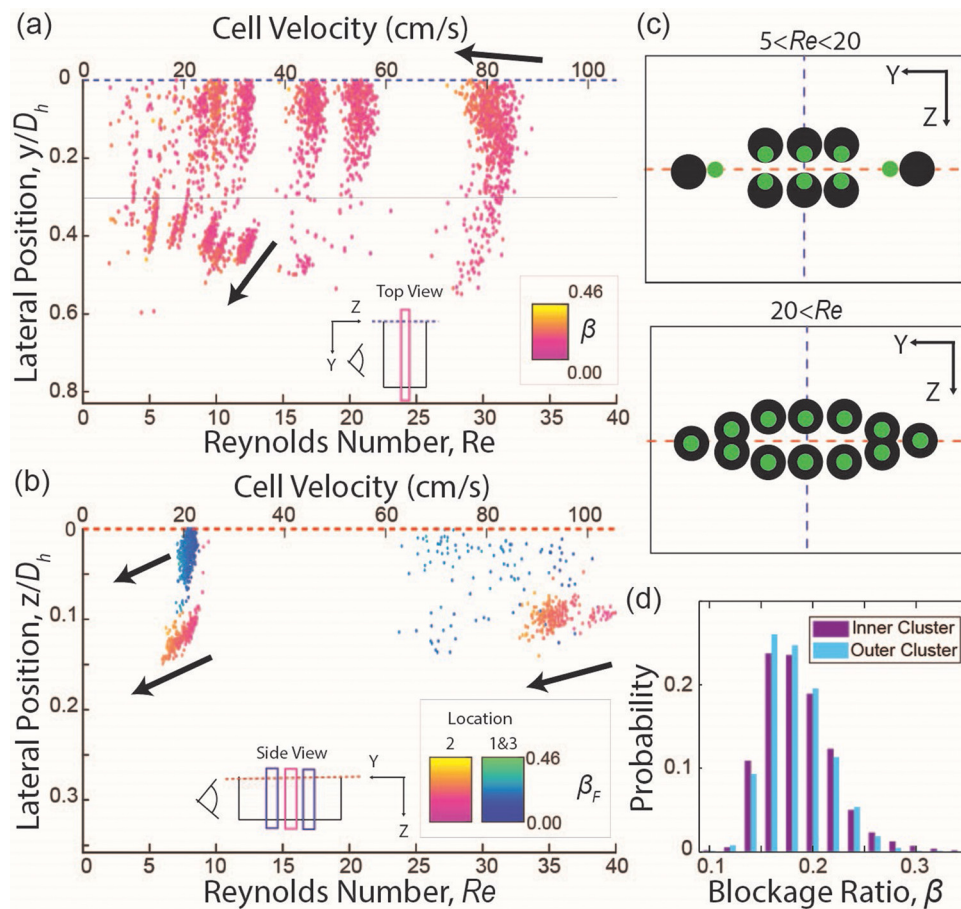 (a)
Cell Velocity (cm/s)
0 20 40 60 80 100
Lateral Position, y/Dh
0
0.2
0.4
0.6
0.8
Top View
Z
Y
0.46
β
0.00
0 5 10 15 20 25 30 35 40
Reynolds Number, Re
(b)
Cell Velocity (cm/s)
0 20 40 60 80 100
Lateral Position, z/Dh
0
0.1
0.2
0.3
Side View
Y
Z
Location
2 1&3
0.46
βF
0.00
0 5 10 15 20 25 30 35 40
Reynolds Number, Re
(c)
5<Re<20
Y
Z
20<Re
Y
Z
(d)
Inner Cluster
Outer Cluster
Probability
0.2
0.1
0
0.1 0.2 0.3
Blockage Ratio, β